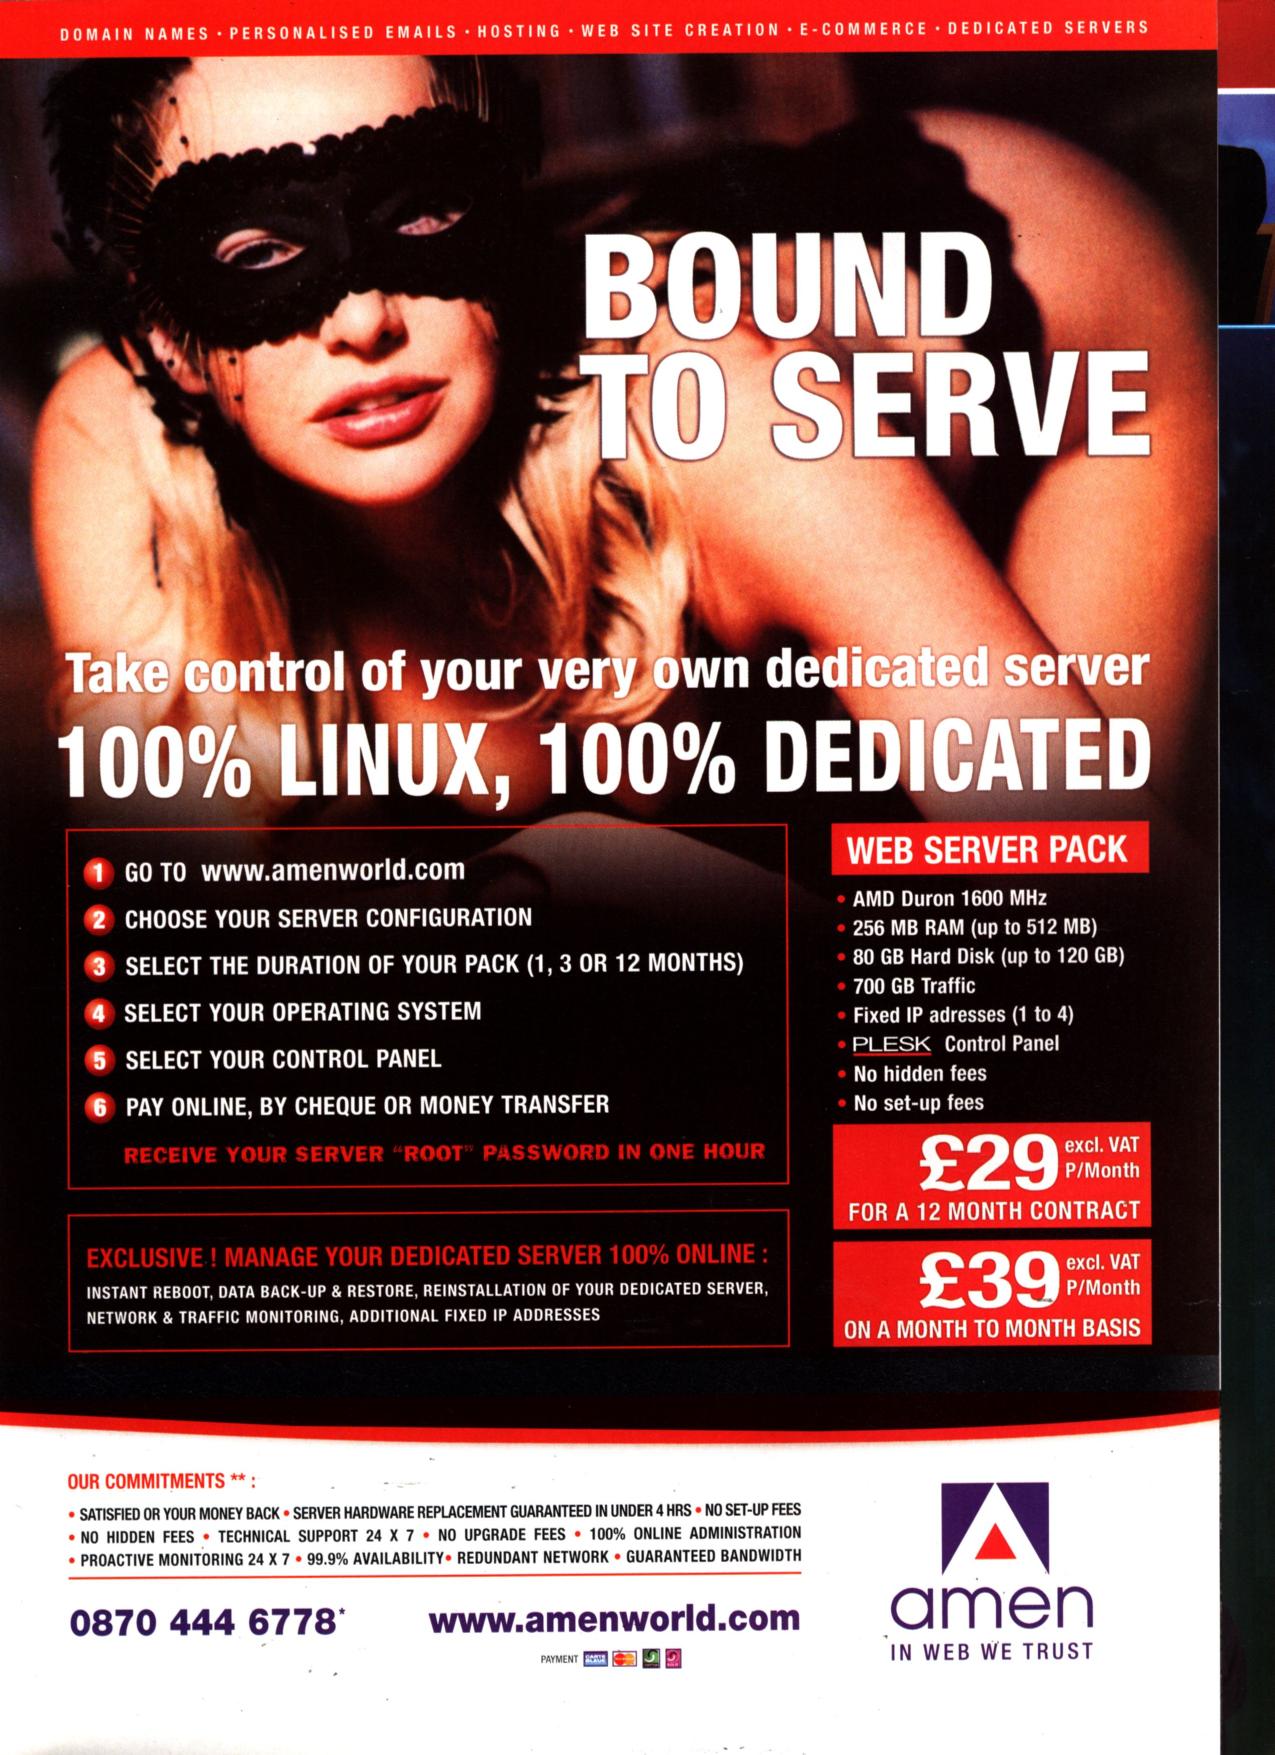 DOMAIN NAMES • PERSONALISED EMAILS • HOSTING • WEB SITE CREATION • E-COMMERCE • DEDICATED SERVERS
BOUND
TO SERVE
Take control of your very own dedicated server
100% LINUX, 100% DEDICATED
1 GO TO www.amenworld.com
2 CHOOSE YOUR SERVER CONFIGURATION
3 SELECT THE DURATION OF YOUR PACK (1, 3 OR 12 MONTHS)
4 SELECT YOUR OPERATING SYSTEM
5 SELECT YOUR CONTROL PANEL
6 PAY ONLINE, BY CHEQUE OR MONEY TRANSFER
RECEIVE YOUR SERVER "ROOT" PASSWORD IN ONE HOUR
EXCLUSIVE ! MANAGE YOUR DEDICATED SERVER 100% ONLINE :
INSTANT REBOOT, DATA BACK-UP & RESTORE, REINSTALLATION OF YOUR DEDICATED SERVER,
NETWORK & TRAFFIC MONITORING, ADDITIONAL FIXED IP ADDRESSES
WEB SERVER PACK
• AMD Duron 1600 MHz
• 256 MB RAM (up to 512 MB)
• 80 GB Hard Disk (up to 120 GB)
• 700 GB Traffic
• Fixed IP adresses (1 to 4)
• PLESK Control Panel
• No hidden fees
• No set-up fees
£29 excl. VAT
P/Month
FOR A 12 MONTH CONTRACT
£39 excl. VAT
P/Month
ON A MONTH TO MONTH BASIS
OUR COMMITMENTS ** :
• SATISFIED OR YOUR MONEY BACK • SERVER HARDWARE REPLACEMENT GUARANTEED IN UNDER 4 HRS • NO SET-UP FEES
• NO HIDDEN FEES • TECHNICAL SUPPORT 24 X 7 • NO UPGRADE FEES • 100% ONLINE ADMINISTRATION
• PROACTIVE MONITORING 24 X 7 • 99.9% AVAILABILITY • REDUNDANT NETWORK • GUARANTEED BANDWIDTH
0870 444 6778* www.amenworld.com
PAYMENT
amen
IN WEB WE TRUST